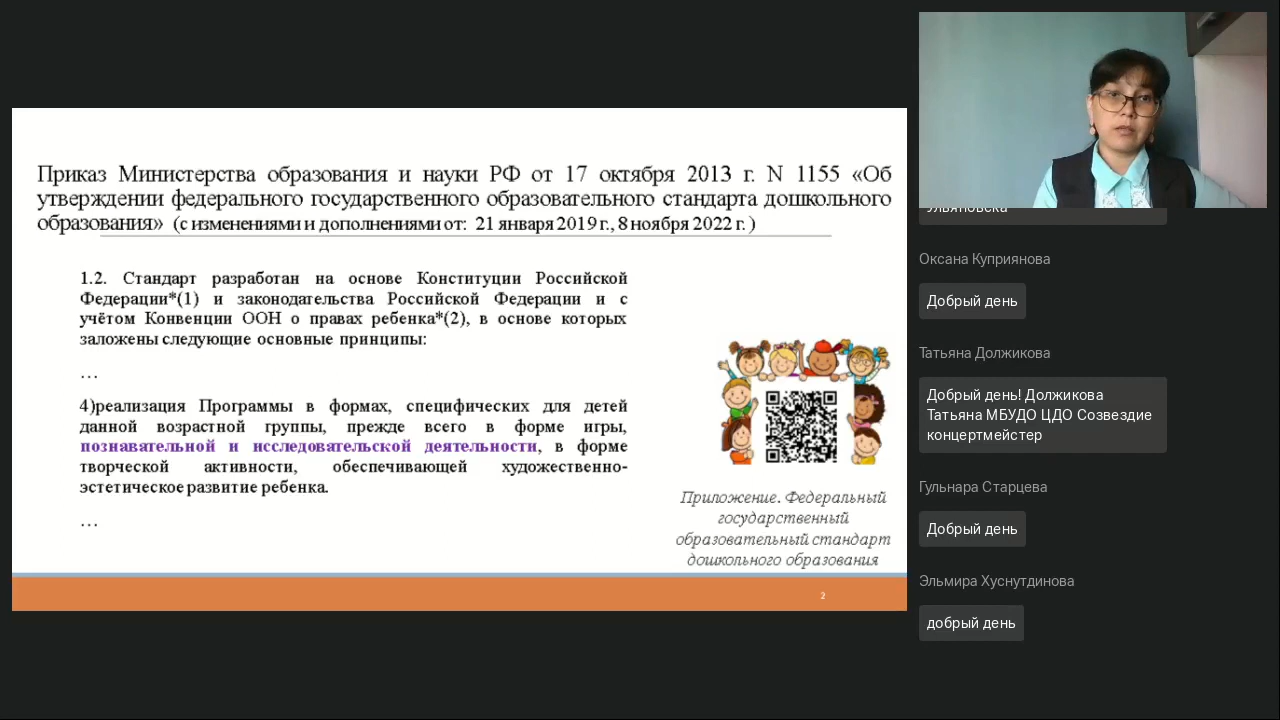 Приказ Министерства образования и науки РФ от 17 октября 2013 г. N 1155 «Об
утверждении федерального государственного образовательного стандарта дошкольного
образования» (с изменениями и дополнениями от: 21 января 2019 г., 8 ноября 2022 г. )
1.2. Стандарт разработан на основе Конституции Российской
Федерации*(1) и законодательства Российской Федерации и с
учётом Конвенции ООН о правах ребенка*(2), в основе которых
заложены следующие основные принципы:
...
4)реализация Программы в формах, специфических для детей
данной возрастной группы, прежде всего в форме игры,
познавательной и исследовательской деятельности, в форме
творческой активности, обеспечивающей художественно-
эстетическое развитие ребенка.
...
Приложение. Федеральный
государственный
образовательный стандарт
дошкольного образования
2
Ульяновска
Оксана Куприянова
Добрый день
Татьяна Должикова
Добрый день! Должикова
Татьяна МБУДО ЦДО Созвездие
концертмейстер
Гульнара Старцева
Добрый день
Эльмира Хуснутдинова
добрый день